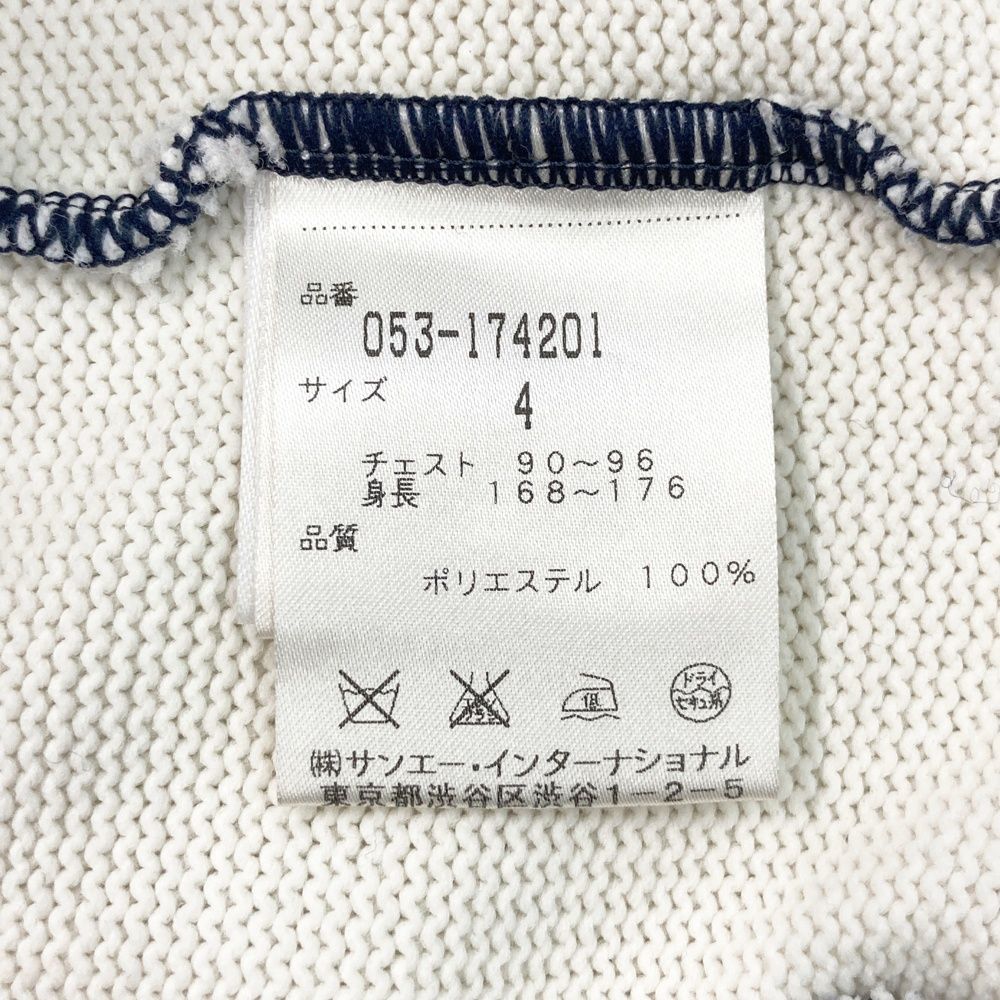 品番
053-174201
サイズ
4
チェスト 90～96
身長 168～176
品質
ポリエステル 100%
低
ドライ
セキユ系
㈱サンエー・インターナショナル
東京都渋谷区渋谷1-2-5